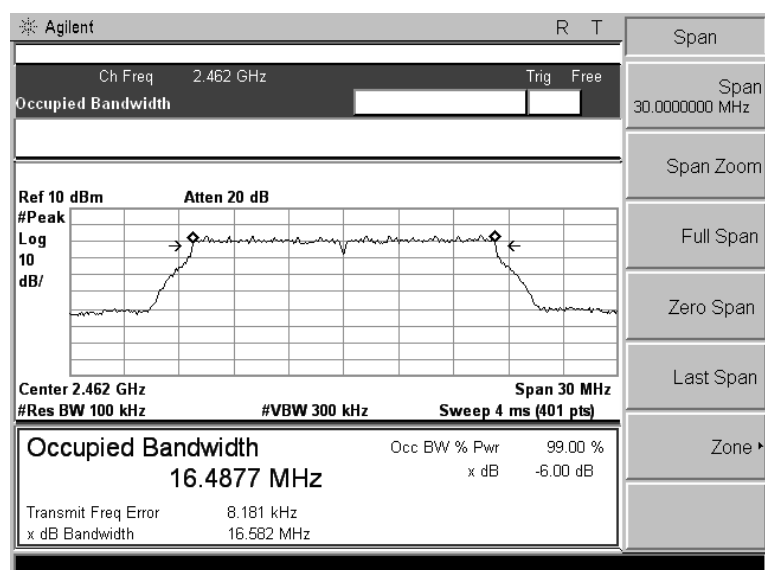 Agilent R T
Ch Freq 2.462 GHz Trig Free
Occupied Bandwidth
Ref 10 dBm Atten 20 dB
#Peak
Log
10
dB/
Center 2.462 GHz Span 30 MHz
#Res BW 100 kHz #VBW 300 kHz Sweep 4 ms (401 pts)
Occupied Bandwidth Occ BW % Pwr 99.00 %
16.4877 MHz x dB -6.00 dB
Transmit Freq Error 8.181 kHz
x dB Bandwidth 16.582 MHz
Span
Span
30.0000000 MHz
Span Zoom
Full Span
Zero Span
Last Span
Zone